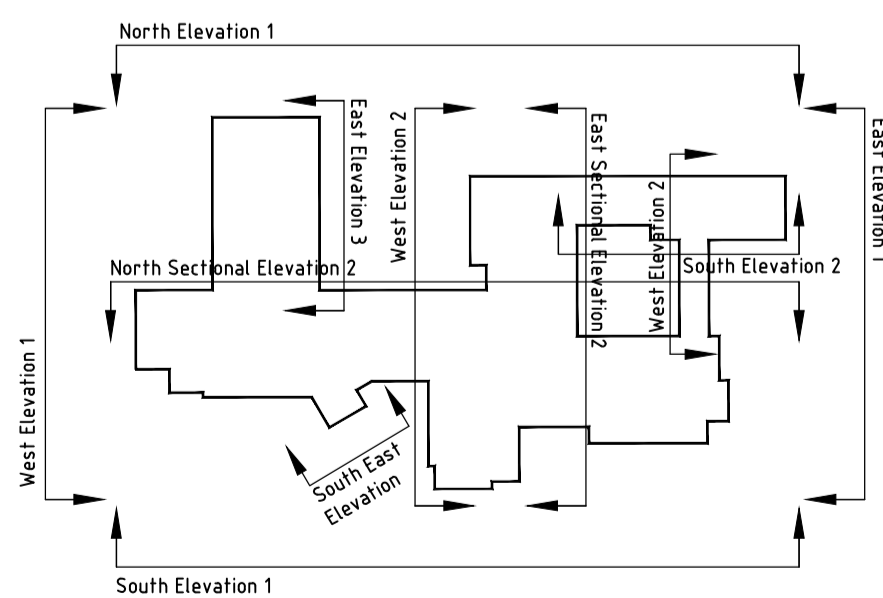 North Elevation 1
East Elevation 3
West Elevation 2
East Sectional Elevation 2
West Elevation 2
East Elevation 1
North Sectional Elevation 2
South Elevation 2
West Elevation 1
South East
Elevation
South Elevation 1